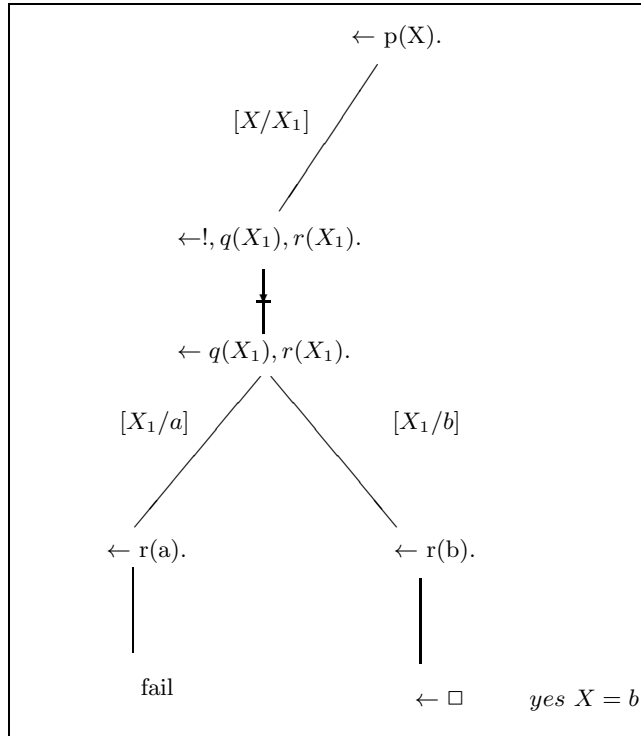 ← p(X).
[X/X₁]
←!, q(X₁), r(X₁).
← q(X₁), r(X₁).
[X₁/a] [X₁/b]
← r(a). ← r(b).
fail
← □ yes X = b